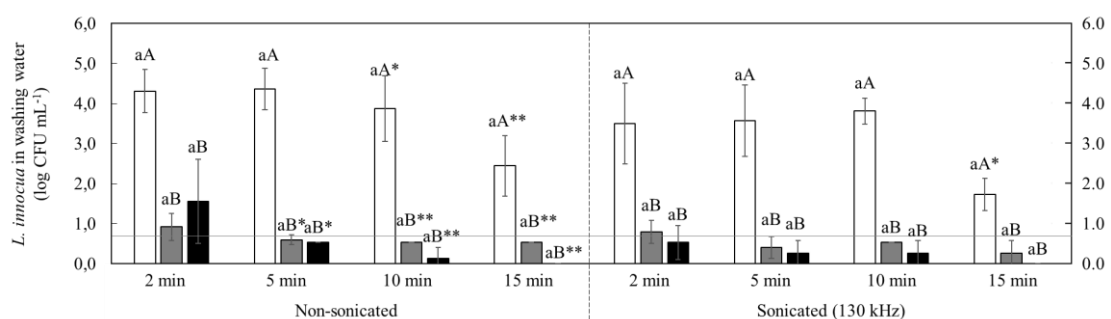 L. innocua in washing water
(log CFU mL-1)
6,0
5,0
4,0
3,0
2,0
1,0
0,0
6.0
5.0
4.0
3.0
2.0
1.0
0.0
aA aB aB
aA aB* aB*
aA* aB** aB**
aA** aB** aB**
aA aB aB
aA aB aB
aA aB aB
aA* aB aB
2 min 5 min 10 min 15 min 2 min 5 min 10 min 15 min
Non-sonicated Sonicated (130 kHz)